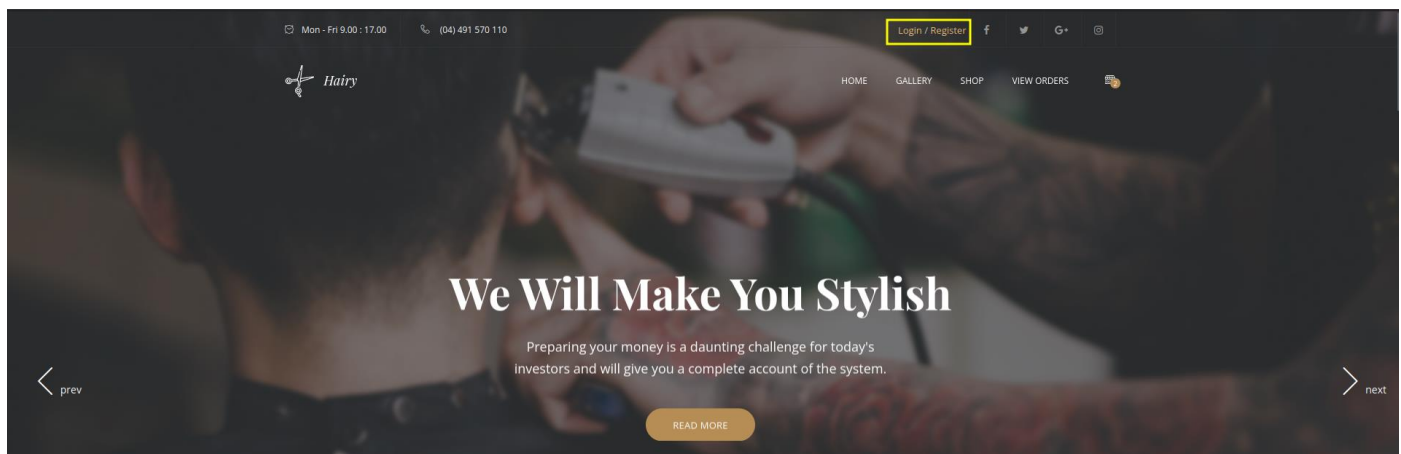 Mon - Fri 9.00 : 17.00
(04) 491 570 110
Login / Register
Hairy
HOME
GALLERY
SHOP
VIEW ORDERS
2
We Will Make You Stylish
Preparing your money is a daunting challenge for today's
investors and will give you a complete account of the system.
prev
next
READ MORE